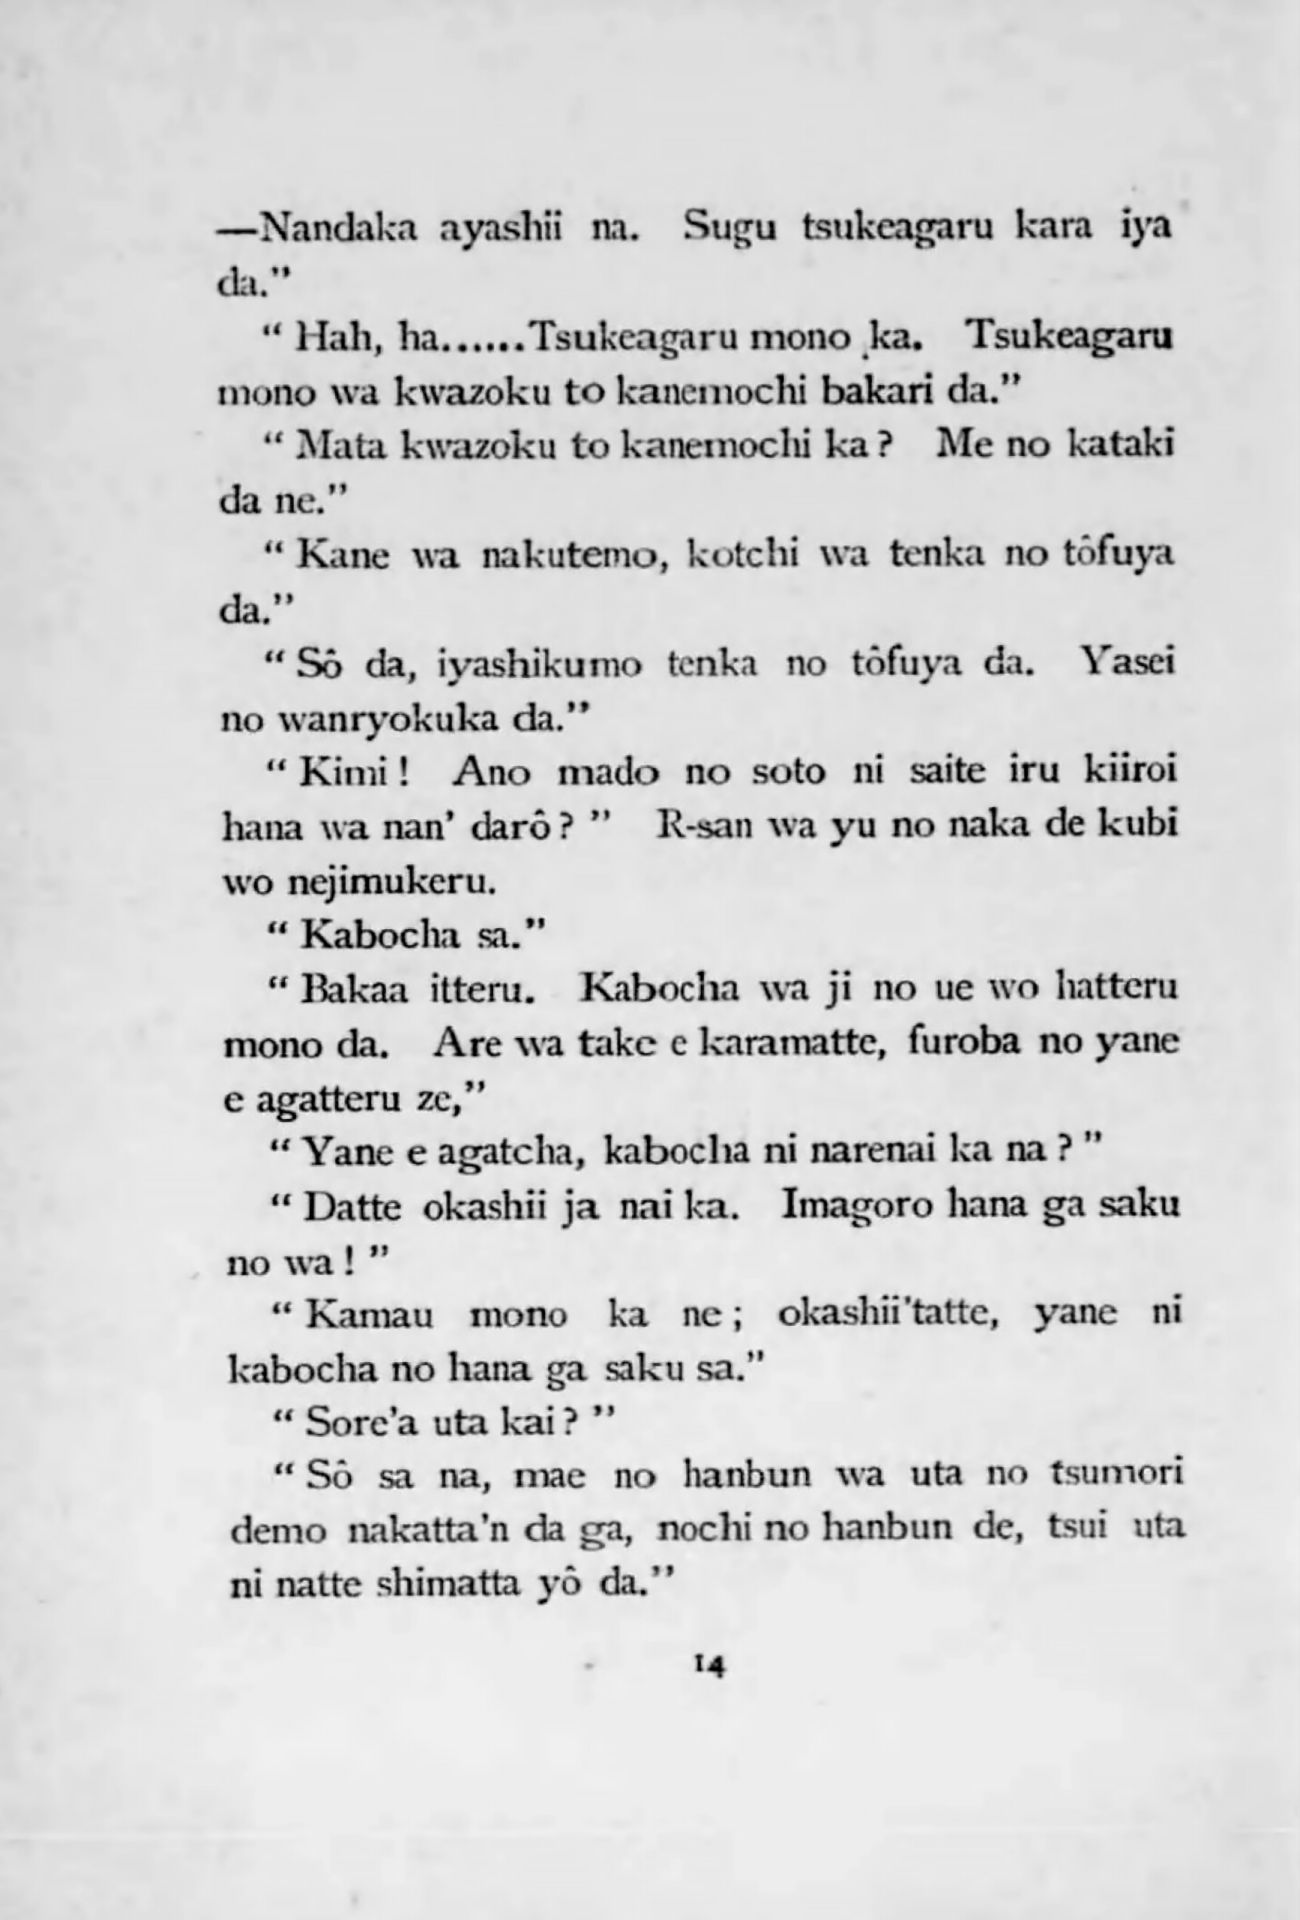 —Nandaka ayashii na. Sugu tsukeagaru kara iya
da.”
“ Hah, ha......Tsukeagaru mono ka. Tsukeagaru
mono wa kwazoku to kanemochi bakari da.”
“ Mata kwazoku to kanemochi ka ? Me no kataki
da ne.”
“ Kane wa nakutemo, kotchi wa tenka no tôfuya
da.”
“ Sô da, iyashikumo tenka no tôfuya da. Yasei
no wanryokuka da.”
“ Kimi ! Ano mado no soto ni saite iru kiiroi
hana wa nan’ darô ? ” R-san wa yu no naka de kubi
wo nejimukeru.
“ Kabocha sa.”
“ Bakaa itteru. Kabocha wa ji no ue wo hatteru
mono da. Are wa take e karamatte, furoba no yane
e agatteru ze,”
“ Yane e agatcha, kabocha ni narenai ka na ? ”
“ Datte okashii ja nai ka. Imagoro hana ga saku
no wa ! ”
“ Kamau mono ka ne ; okashii’tatte, yane ni
kabocha no hana ga saku sa.”
“ Sore’a uta kai ? ”
“ Sô sa na, mae no hanbun wa uta no tsumori
demo nakatta’n da ga, nochi no hanbun de, tsui uta
ni natte shimatta yô da.”
14